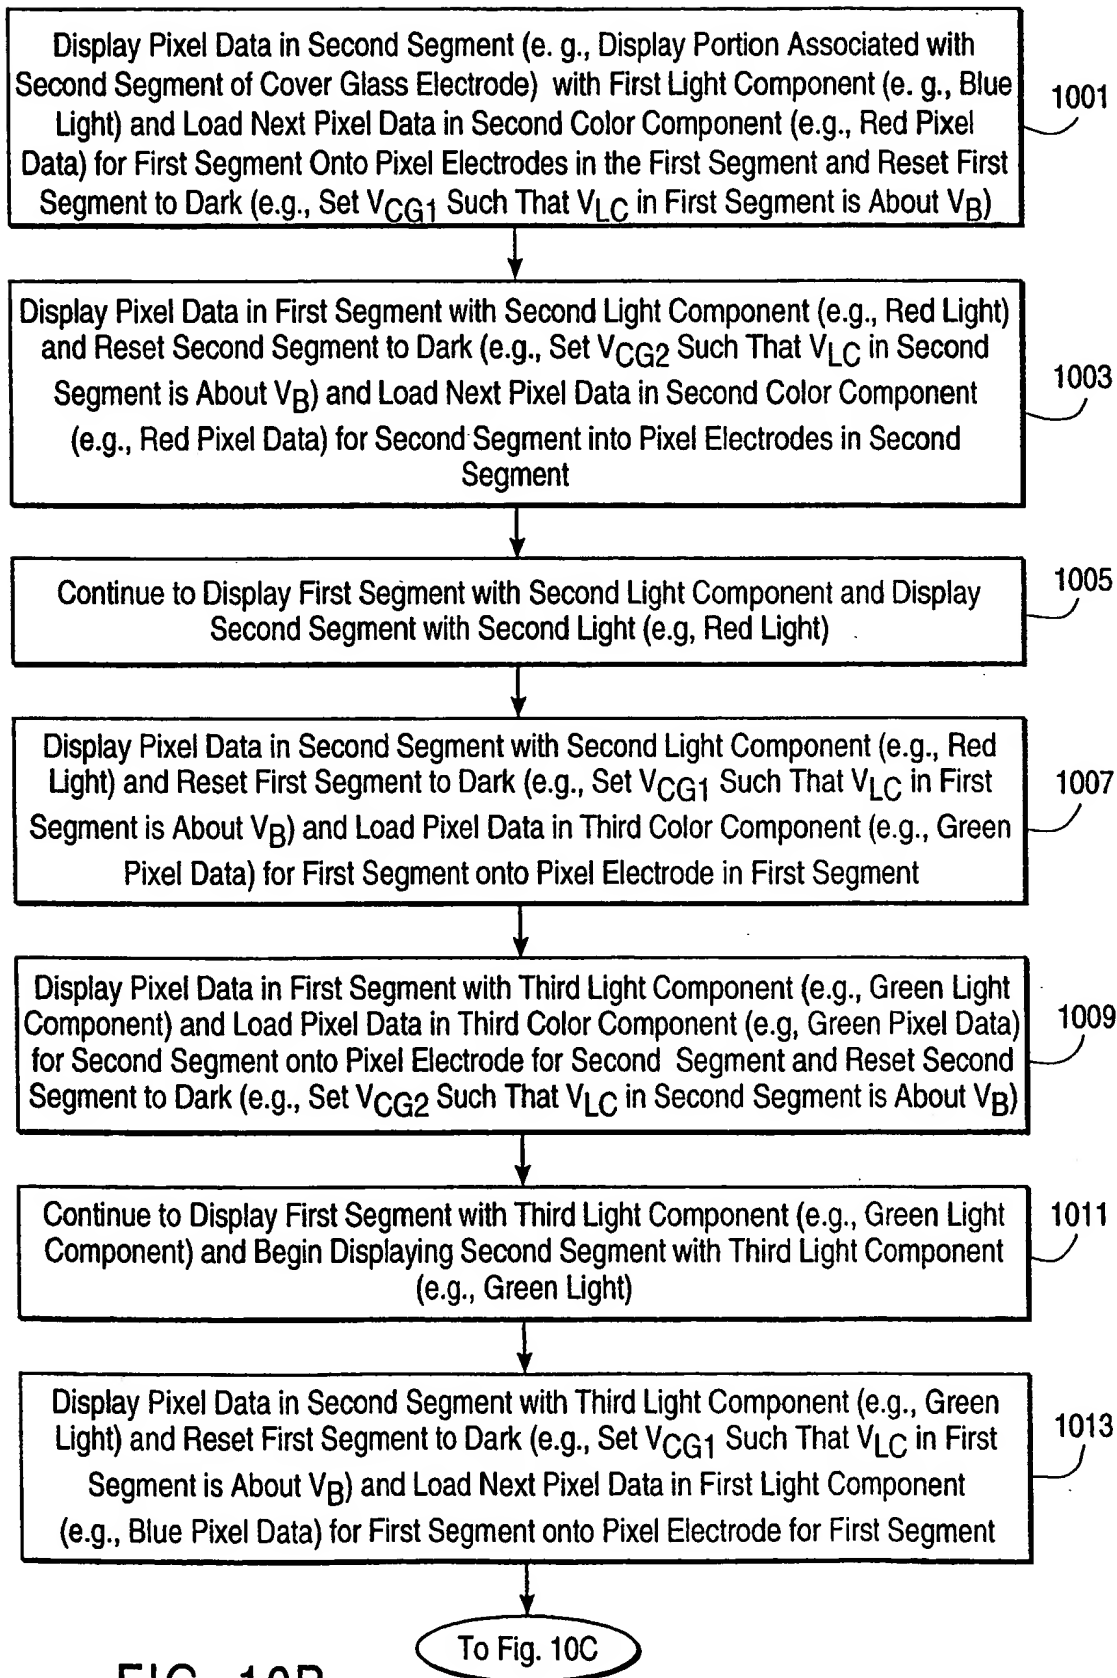 Display Pixel Data in Second Segment (e. g., Display Portion Associated with
Second Segment of Cover Glass Electrode) with First Light Component (e. g., Blue
Light) and Load Next Pixel Data in Second Color Component (e.g., Red Pixel
Data) for First Segment Onto Pixel Electrodes in the First Segment and Reset First
Segment to Dark (e.g., Set VCG1 Such That VLC in First Segment is About VB)
1001
Display Pixel Data in First Segment with Second Light Component (e.g., Red Light)
and Reset Second Segment to Dark (e.g., Set VCG2 Such That VLC in Second
Segment is About VB) and Load Next Pixel Data in Second Color Component
(e.g., Red Pixel Data) for Second Segment into Pixel Electrodes in Second
Segment
1003
Continue to Display First Segment with Second Light Component and Display
Second Segment with Second Light (e.g, Red Light)
1005
Display Pixel Data in Second Segment with Second Light Component (e.g., Red
Light) and Reset First Segment to Dark (e.g., Set VCG1 Such That VLC in First
Segment is About VB) and Load Pixel Data in Third Color Component (e.g., Green
Pixel Data) for First Segment onto Pixel Electrode in First Segment
1007
Display Pixel Data in First Segment with Third Light Component (e.g., Green Light
Component) and Load Pixel Data in Third Color Component (e.g, Green Pixel Data)
for Second Segment onto Pixel Electrode for Second Segment and Reset Second
Segment to Dark (e.g., Set VCG2 Such That VLC in Second Segment is About VB)
1009
Continue to Display First Segment with Third Light Component (e.g., Green Light
Component) and Begin Displaying Second Segment with Third Light Component
(e.g., Green Light)
1011
Display Pixel Data in Second Segment with Third Light Component (e.g., Green
Light) and Reset First Segment to Dark (e.g., Set VCG1 Such That VLC in First
Segment is About VB) and Load Next Pixel Data in First Light Component
(e.g., Blue Pixel Data) for First Segment onto Pixel Electrode for First Segment
1013
To Fig. 10C
FIG. 10B